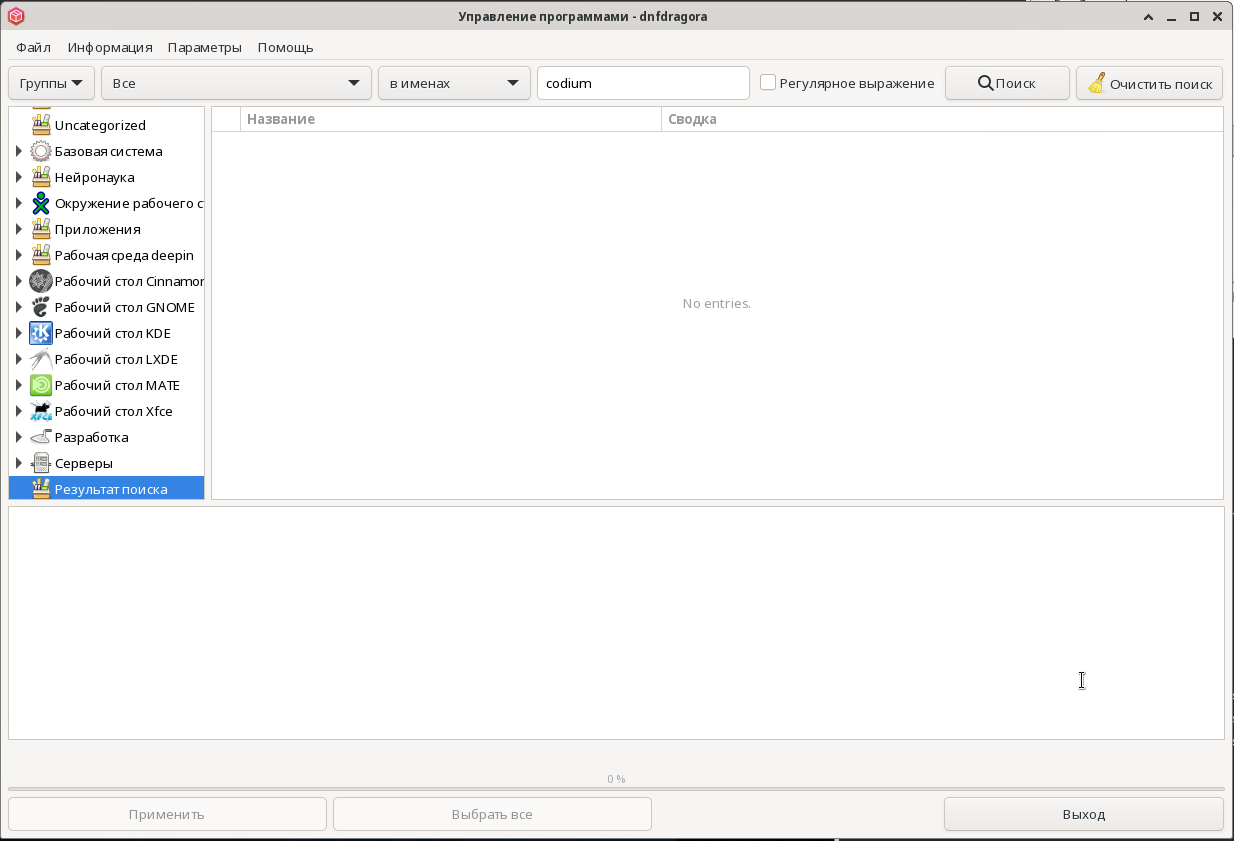 Управление программами - dnfdragora
Файл Информация Параметры Помощь
Группы Все в именах codium Регулярное выражение Поиск Очистить поиск
Название Сводка
Uncategorized
Базовая система
Нейронаука
Окружение рабочего с
Приложения
Рабочая среда deepin
Рабочий стол Cinnamon
Рабочий стол GNOME
Рабочий стол KDE
Рабочий стол LXDE
Рабочий стол MATE
Рабочий стол Xfce
Разработка
Серверы
Результат поиска
No entries.
0 %
Применить Выбрать все Выход